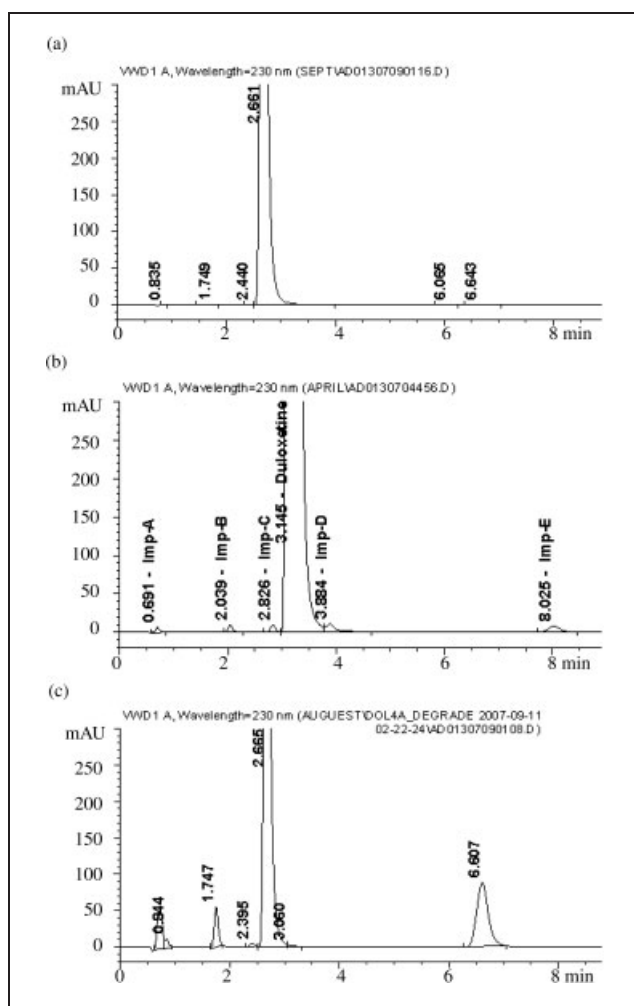 (a)
VWD1 A, Wavelength=230 nm (SEPT\AD01307090116.D)
mAU
250
200
150
100
50
0
0.835
1.749
2.440
2.661
6.065
6.643
0 2 4 6 8 min
(b)
VWD1 A, Wavelength=230 nm (APRIL\AD0130704456.D)
mAU
250
200
150
100
50
0
0.691 - Imp-A
2.039 - Imp-B
2.826 - Imp-C
3.145 - Duloxetine
3.884 - Imp-D
8.025 - Imp-E
0 2 4 6 8 min
(c)
VWD1 A, Wavelength=230 nm (AUGUEST\DOL4A_DEGRADE 2007-09-11
02-22-24\AD01307090108.D)
mAU
250
200
150
100
50
0
0.844
1.747
2.395
2.665
3.060
6.607
0 2 4 6 8 min